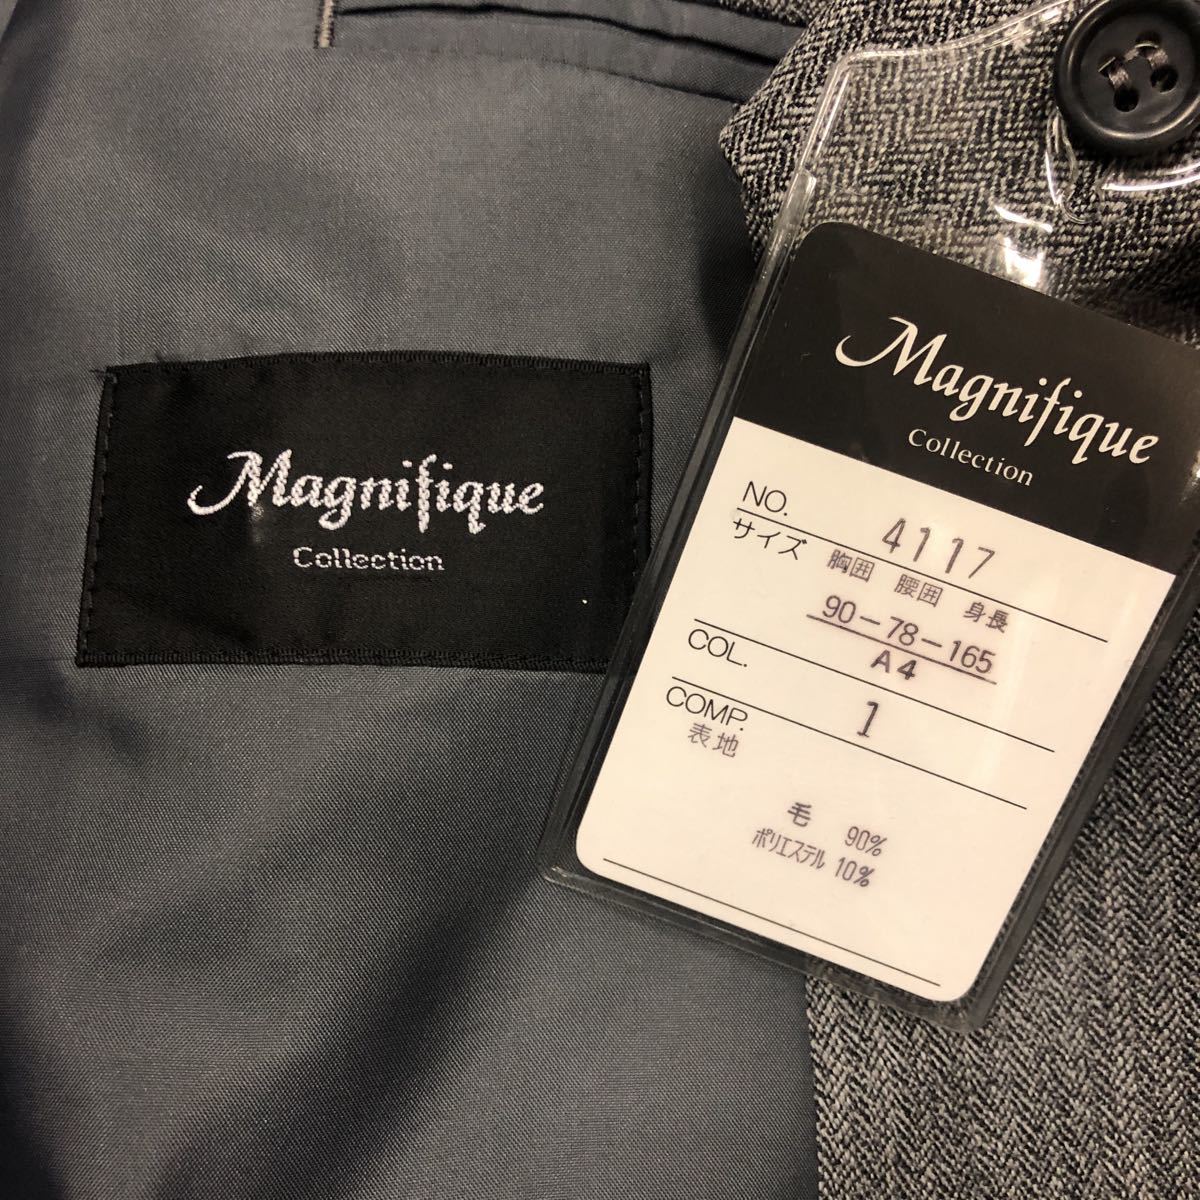 Magnifique
Collection
Magnifique
Collection
NO. 4117
サイズ 胸囲 腰囲 身長
90-78-165
A4
COL. 1
COMP.
表地
毛 90%
ポリエステル 10%